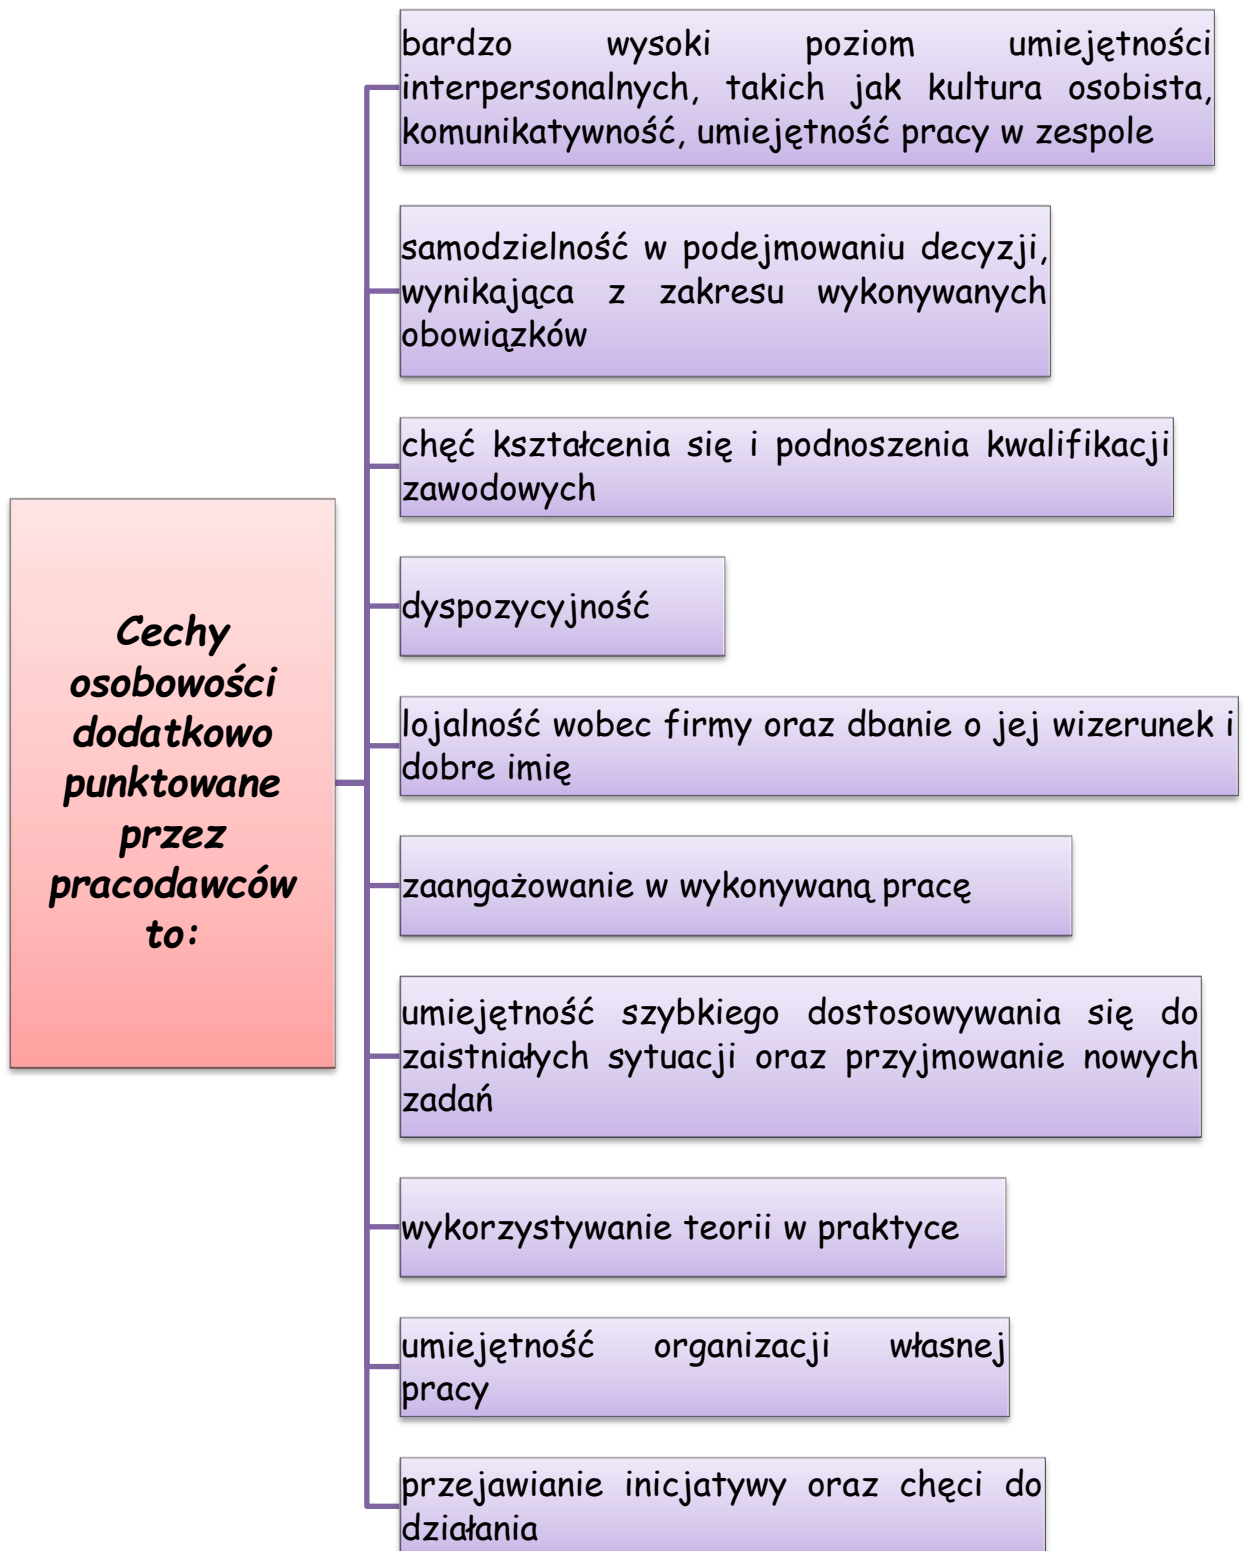 Cechy
osobowości
dodatkowo
punktowane
przez
pracodawców
to:
bardzo wysoki poziom umiejętności
interpersonalnych, takich jak kultura osobista,
komunikatywność, umiejętność pracy w zespole
samodzielność w podejmowaniu decyzji,
wynikająca z zakresu wykonywanych
obowiązków
chęć kształcenia się i podnoszenia kwalifikacji
zawodowych
dyspozycyjność
lojalność wobec firmy oraz dbanie o jej wizerunek i
dobre imię
zaangażowanie w wykonywaną pracę
umiejętność szybkiego dostosowywania się do
zaistniałych sytuacji oraz przyjmowanie nowych
zadań
wykorzystywanie teorii w praktyce
umiejętność organizacji własnej
pracy
przejawianie inicjatywy oraz chęci do
działania